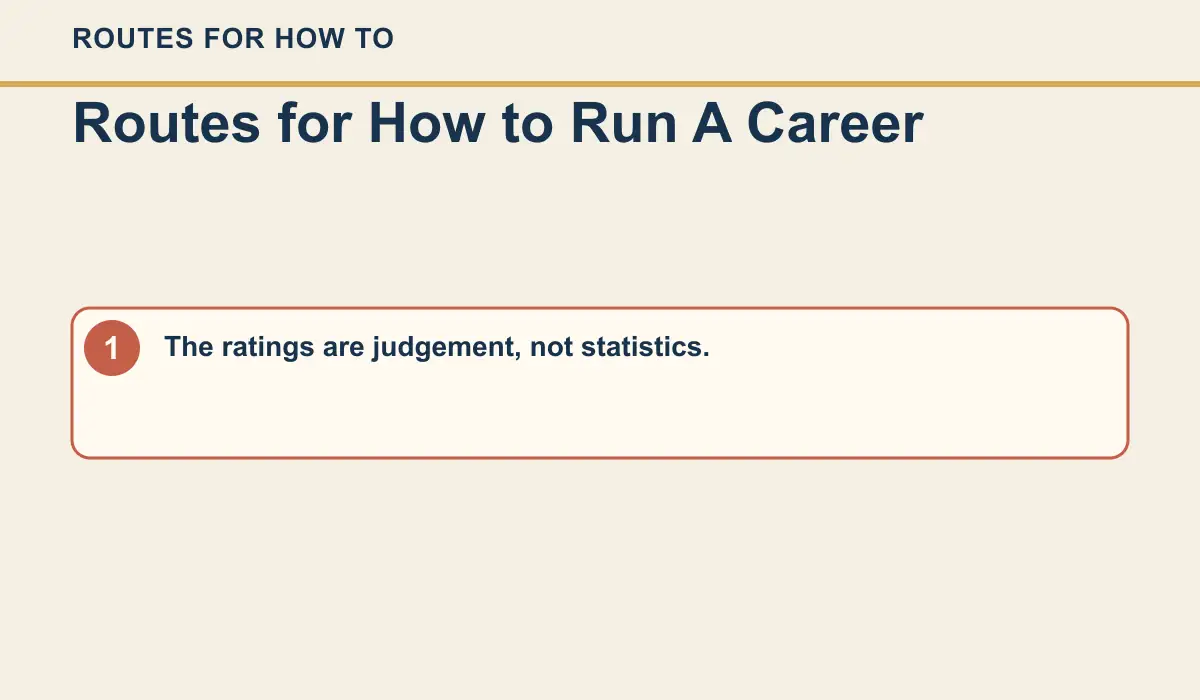 ROUTES FOR HOW TO
Routes for How to Run A Career
1
The ratings are judgement, not statistics.